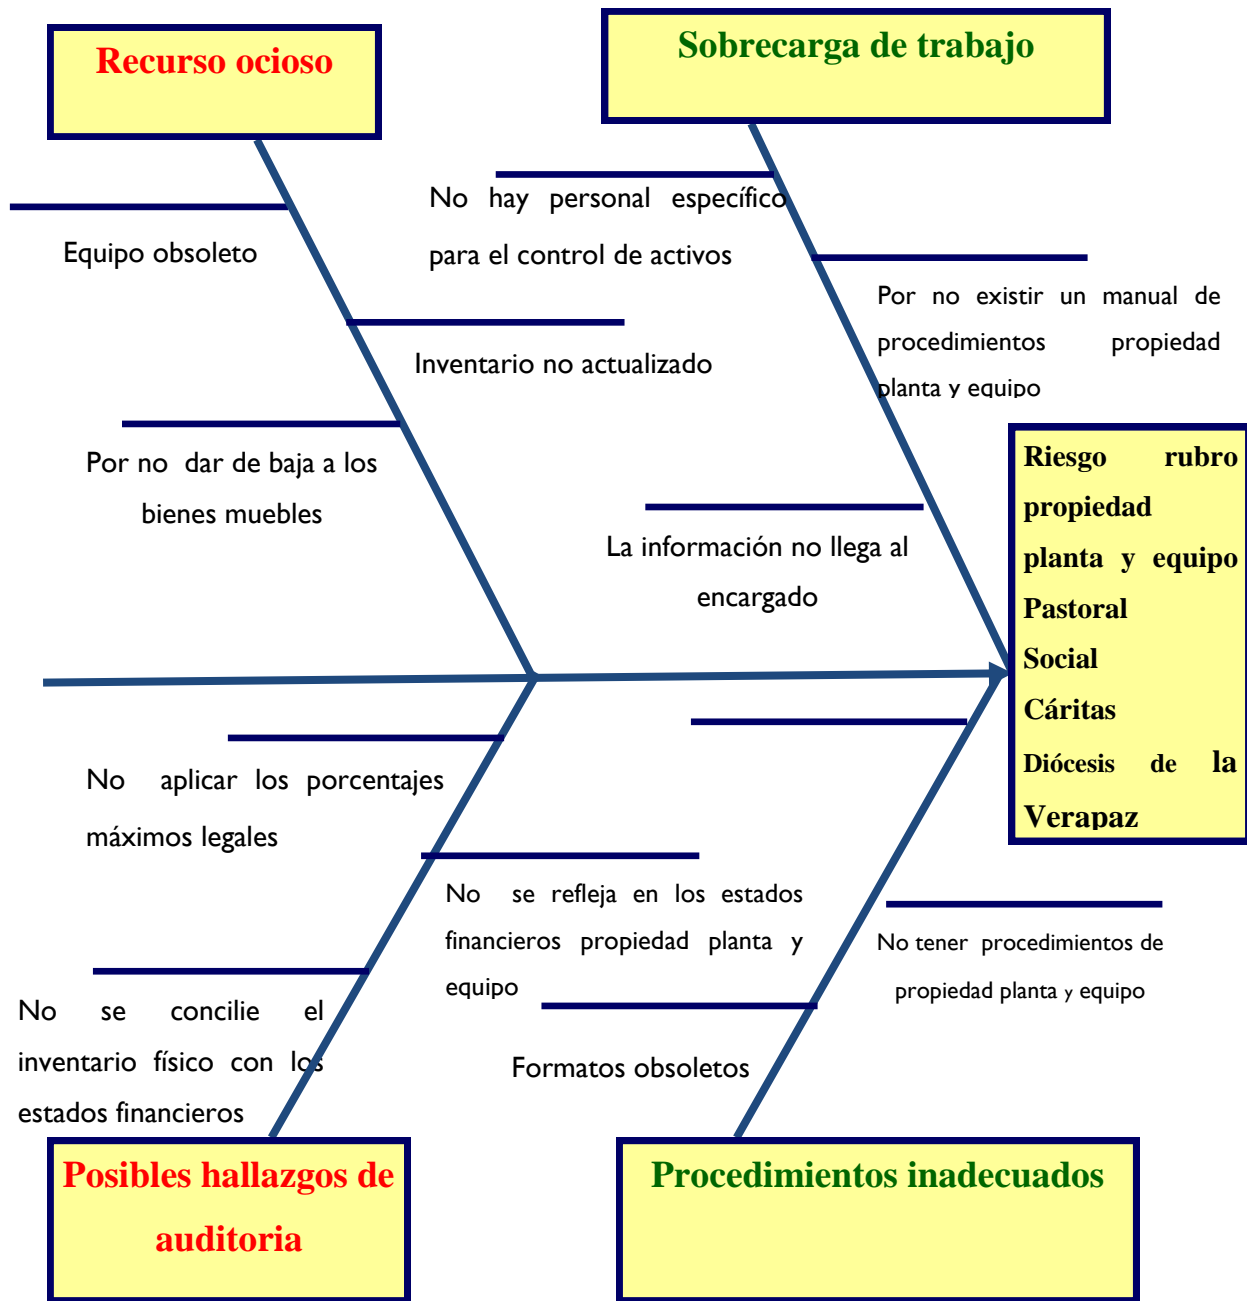 Recurso ocioso
Sobrecarga de trabajo
No hay personal específico
para el control de activos
Equipo obsoleto
Por no existir un manual de
procedimientos propiedad
planta y equipo
Inventario no actualizado
Por no dar de baja a los
bienes muebles
La información no llega al
encargado
Riesgo rubro
propiedad
planta y equipo
Pastoral
Social
Cáritas
Diócesis de la
Verapaz
No aplicar los porcentajes
máximos legales
No se refleja en los estados
financieros propiedad planta y
equipo
No tener procedimientos de
propiedad planta y equipo
No se concilie el
inventario físico con los
estados financieros
Formatos obsoletos
Posibles hallazgos de
auditoria
Procedimientos inadecuados